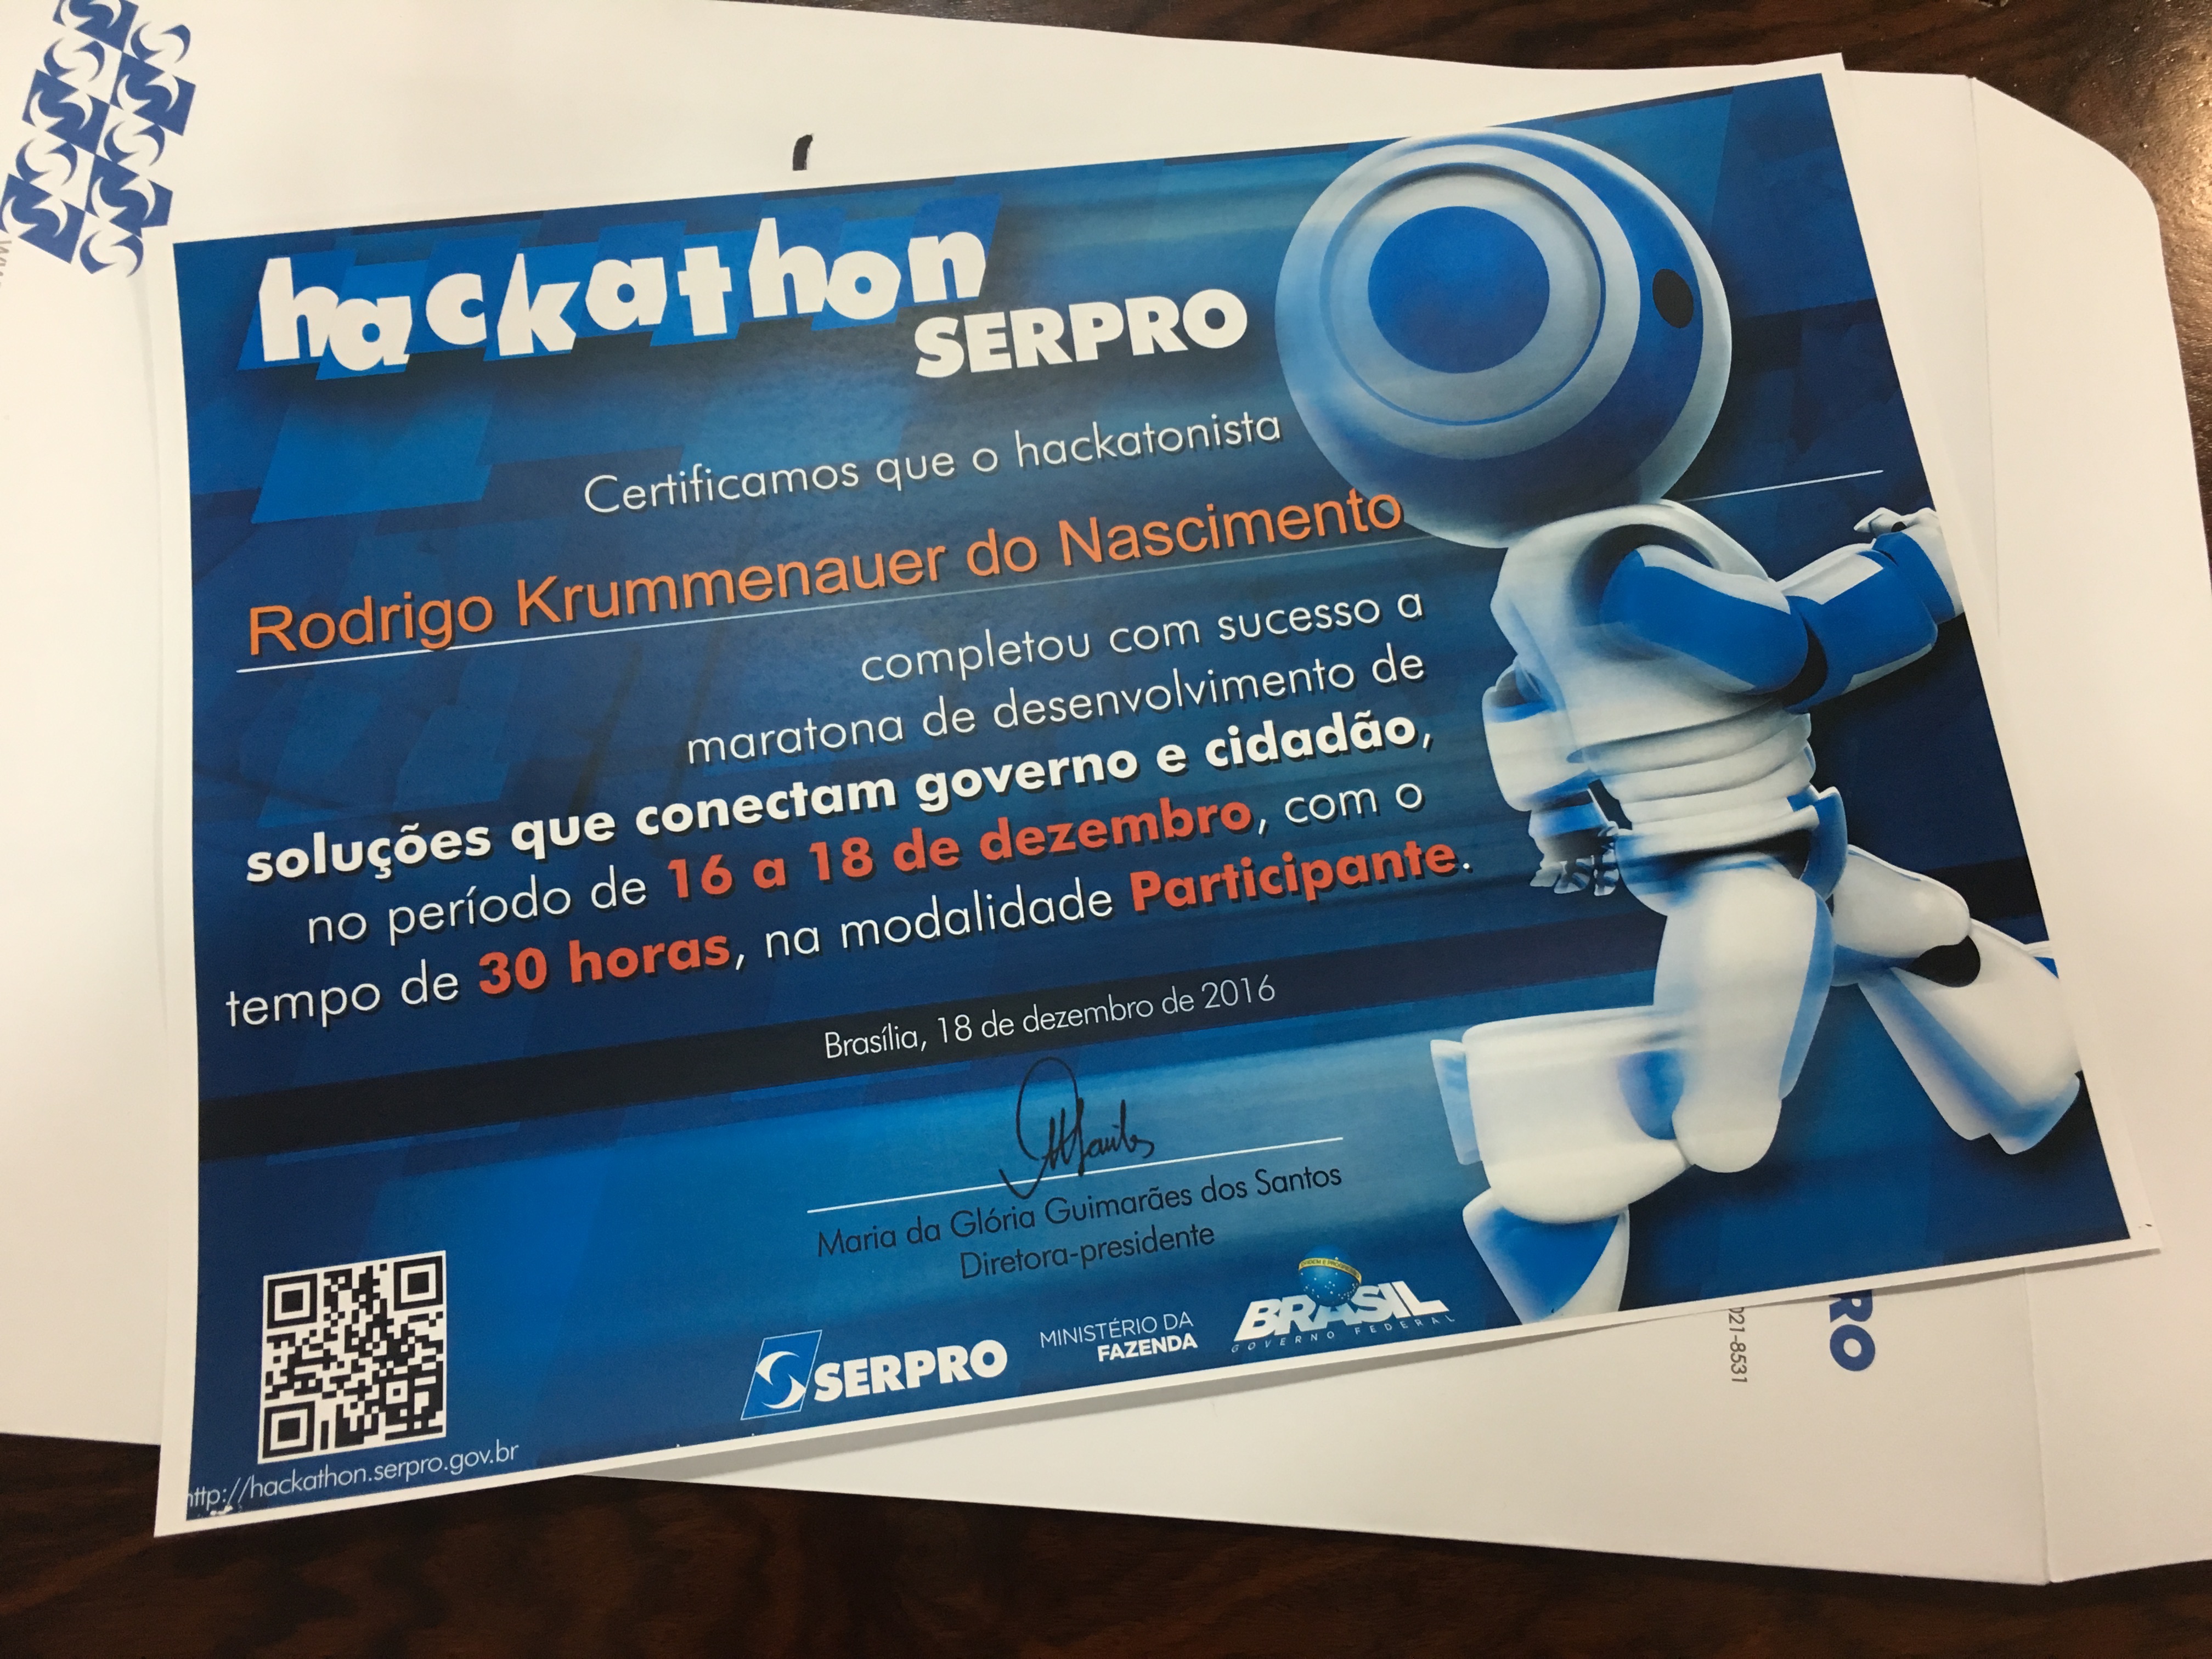 hackathon
SERPRO
Certificamos que o hackatonista
Rodrigo Krummenauer do Nascimento
completou com sucesso a
maratona de desenvolvimento de
soluções que conectam governo e cidadão,
no período de 16 a 18 de dezembro, com o
tempo de 30 horas, na modalidade Participante.
Brasília, 18 de dezembro de 2016
Maria da Glória Guimarães dos Santos
Diretora-presidente
SERPRO
MINISTÉRIO DA
FAZENDA
BRASIL
GOVERNO FEDERAL
http://hackathon.serpro.gov.br
021-8531
RO